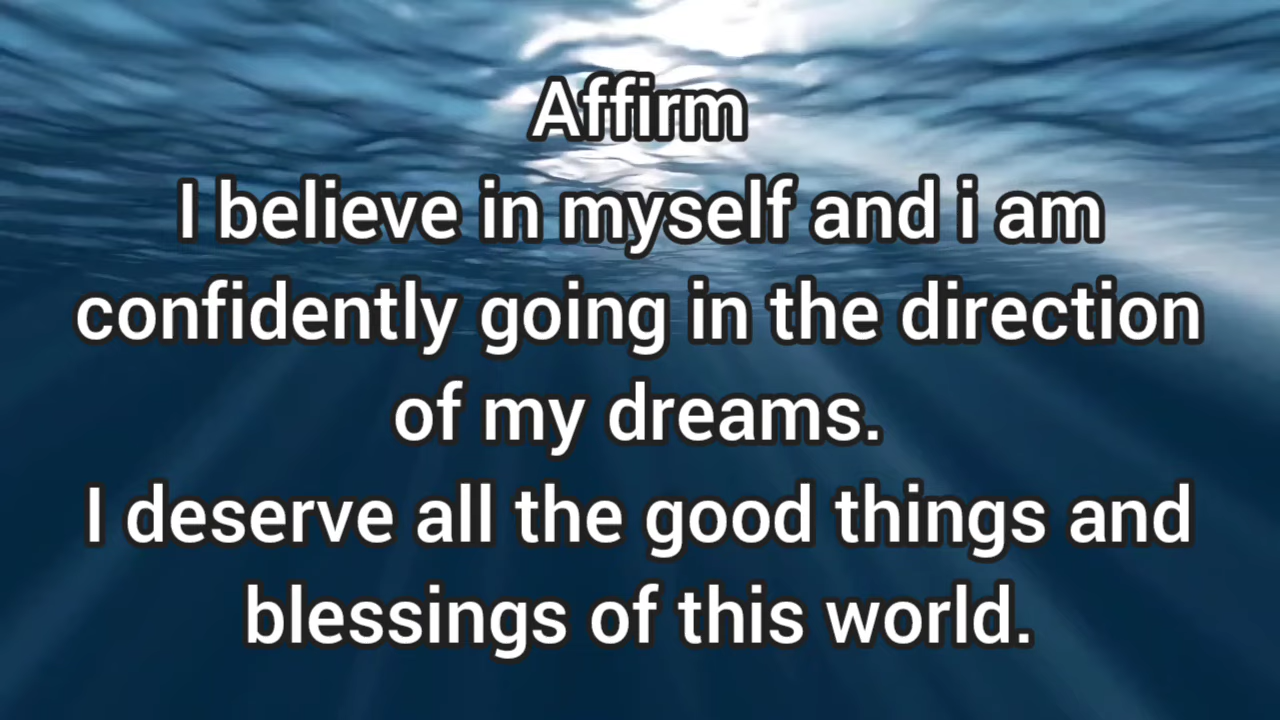 Affirm
I believe in myself and i am
confidently going in the direction
of my dreams.
I deserve all the good things and
blessings of this world.